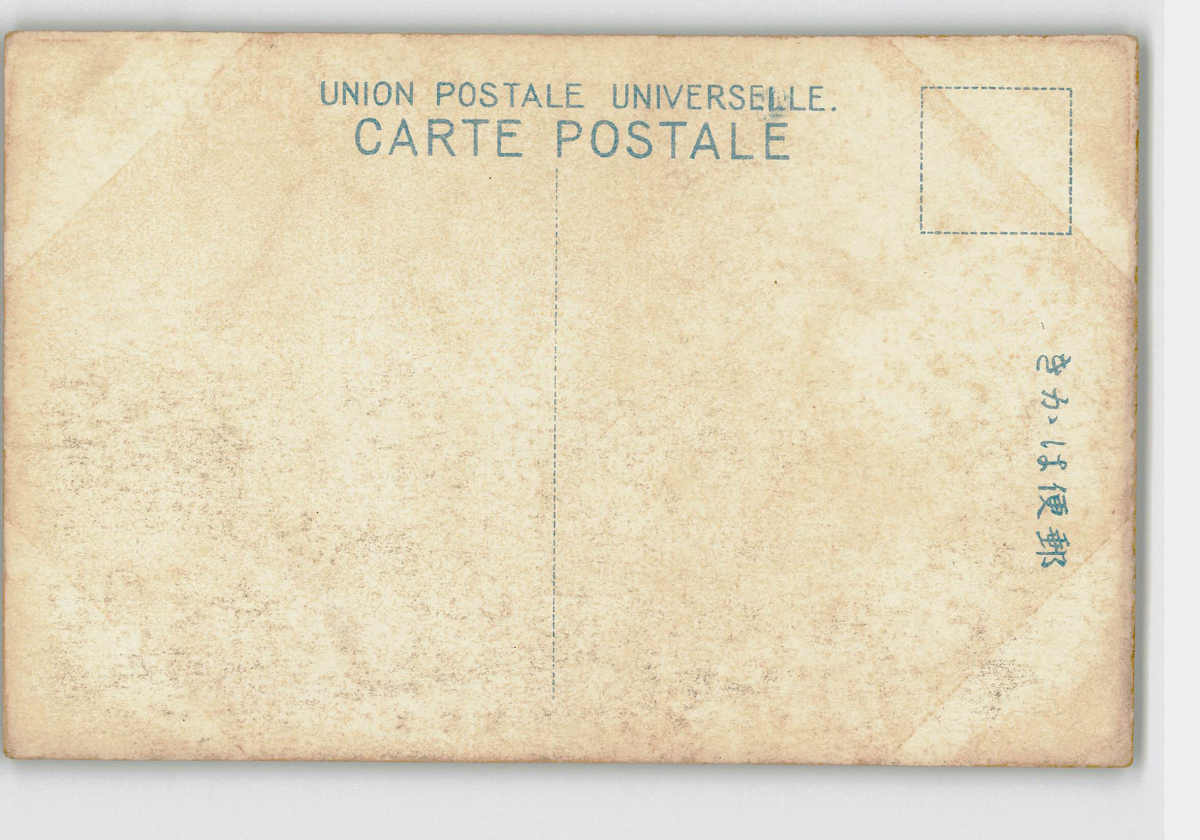 UNION POSTALE UNIVERSELLE.
CARTE POSTALE
郵便はかき